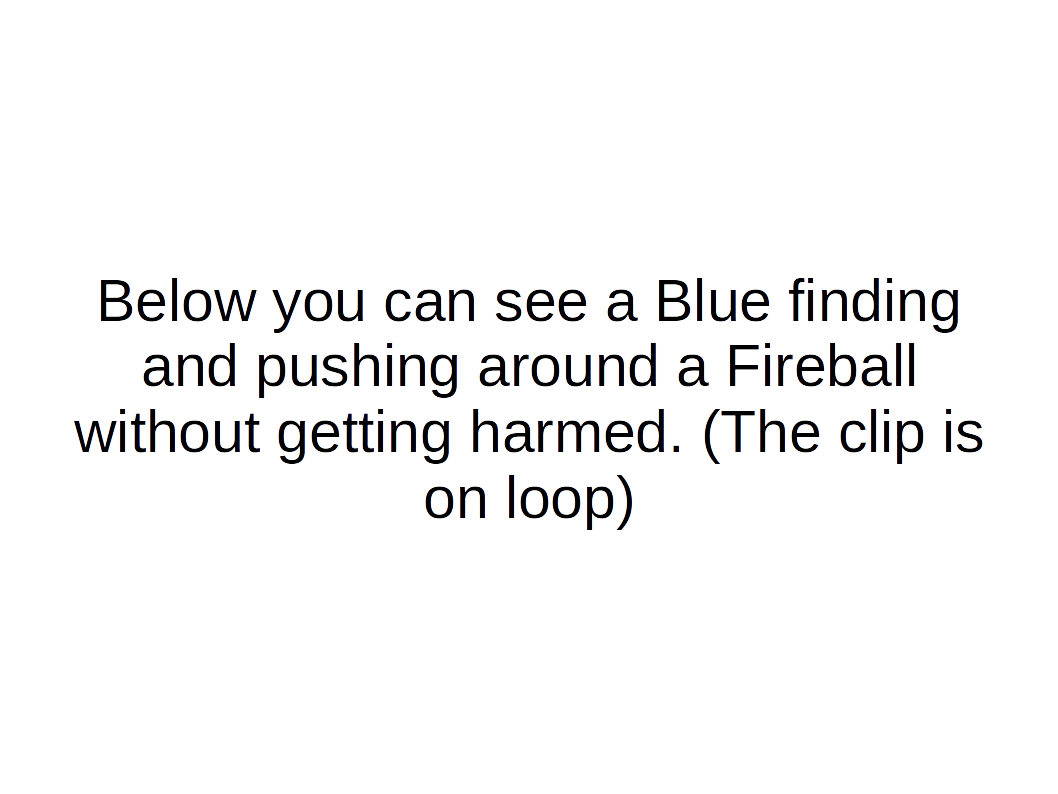 Below you can see a Blue finding
and pushing around a Fireball
without getting harmed. (The clip is
on loop)